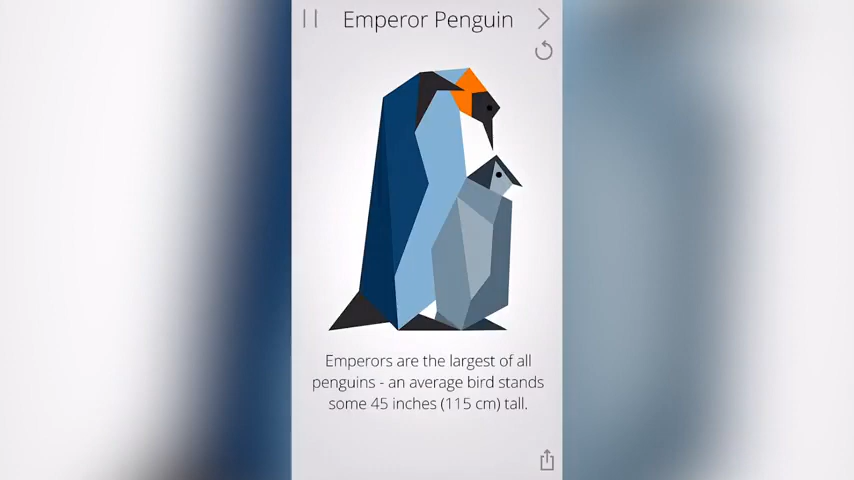 Emperor Penguin
Emperors are the largest of all
penguins - an average bird stands
some 45 inches (115 cm) tall.